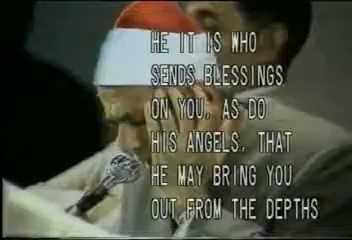 HE IT IS WHO
SENDS BLESSINGS
ON YOU, AS DO
HIS ANGELS, THAT
HE MAY BRING YOU
OUT FROM THE DEPTHS